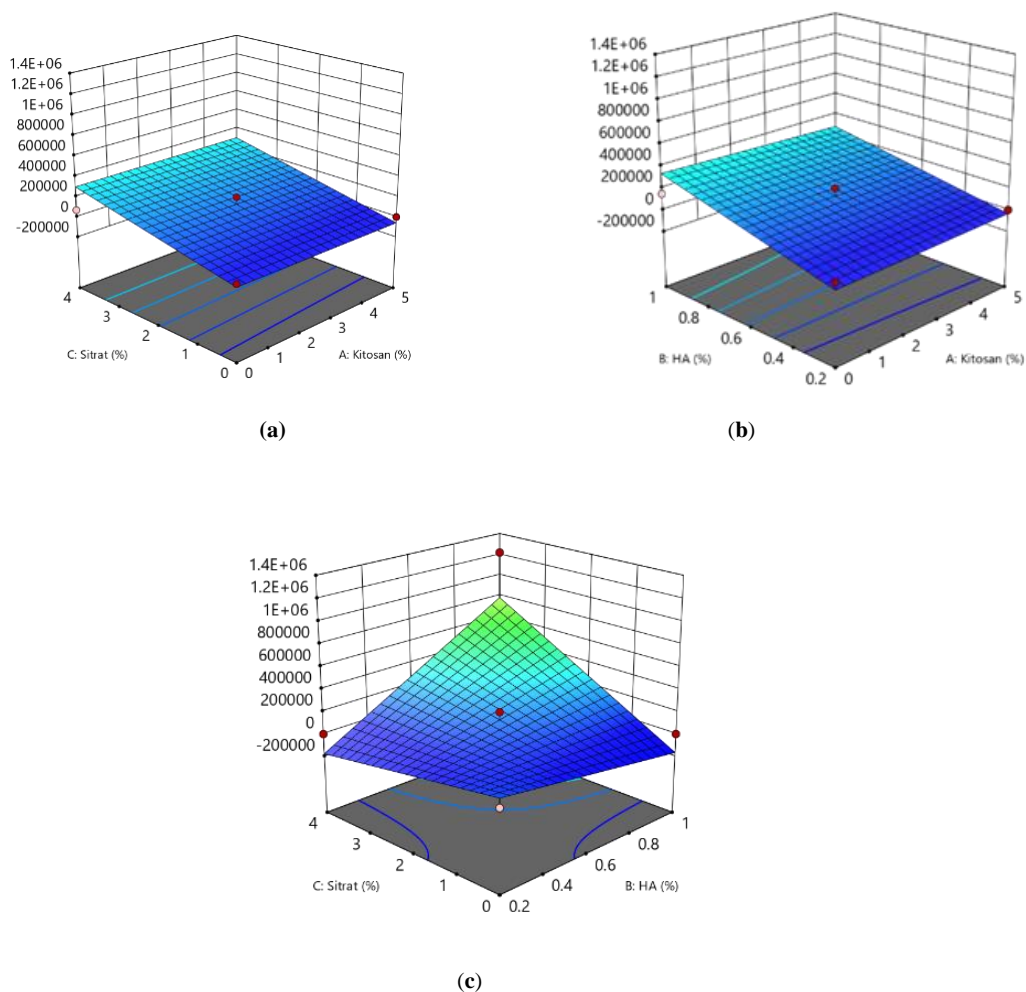 1.4E+06
1.2E+06
1E+06
800000
600000
400000
200000
0
-200000
4
3
2
1
0
C: Sitrat (%)
0
1
2
3
4
5
A: Kitosan (%)
(a)
1.4E+06
1.2E+06
1E+06
800000
600000
400000
200000
0
-200000
1
0.8
0.6
0.4
0.2
B: HA (%)
0
1
2
3
4
5
A: Kitosan (%)
(b)
1.4E+06
1.2E+06
1E+06
800000
600000
400000
200000
0
-200000
4
3
2
1
0
C: Sitrat (%)
0.2
0.4
0.6
0.8
1
B: HA (%)
(c)